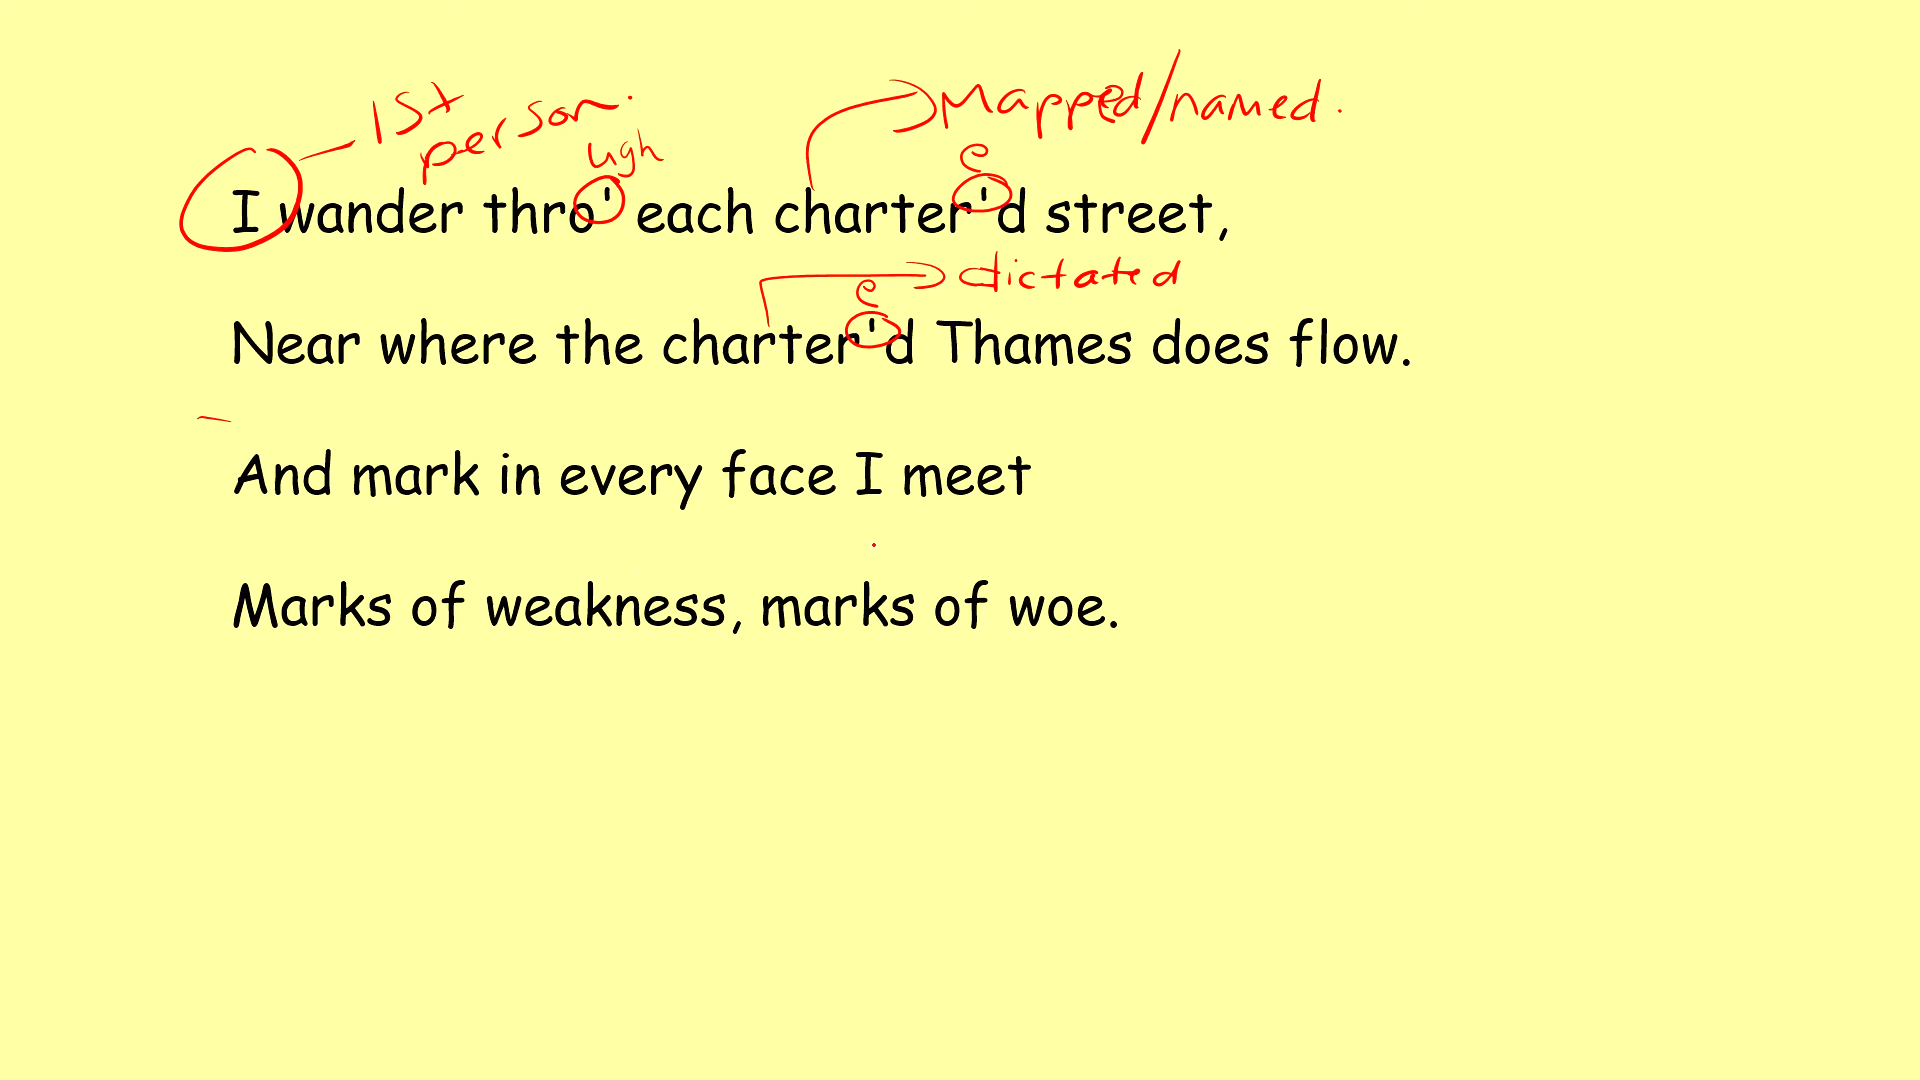 1st person.
Mapped/named.
ugh
e
I wander thro' each charter'd street,
dictated
e
Near where the charter'd Thames does flow.
And mark in every face I meet
Marks of weakness, marks of woe.